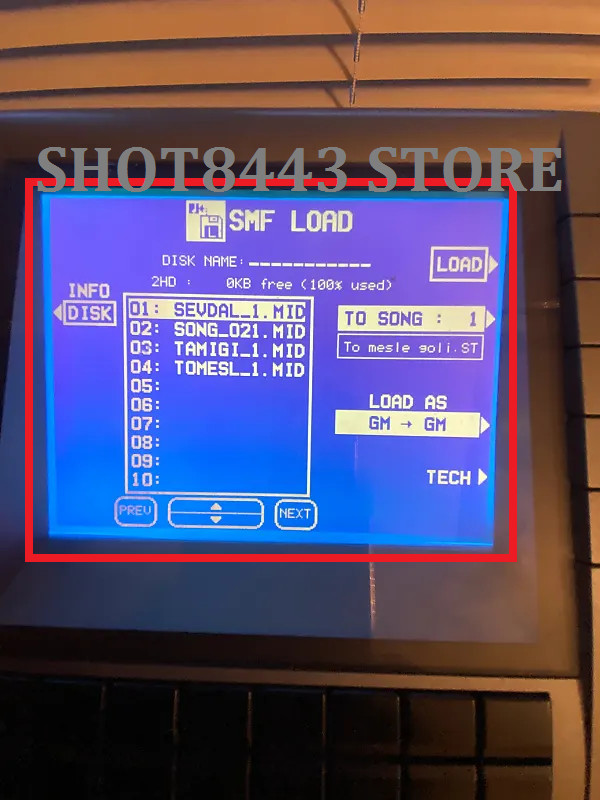 SHOT8443 STORE
SMF LOAD
DISK NAME:
LOAD
2HD : 0KB free (100% used)
INFO
DISK
01: SEVDAL_1.MID
02: SONG_021.MID
03: TAMIGI_1.MID
04: TOMESL_1.MID
05:
06:
07:
08:
09:
10:
TO SONG : 1
To mesle goli.ST
LOAD AS
GM → GM
TECH
PREV
NEXT